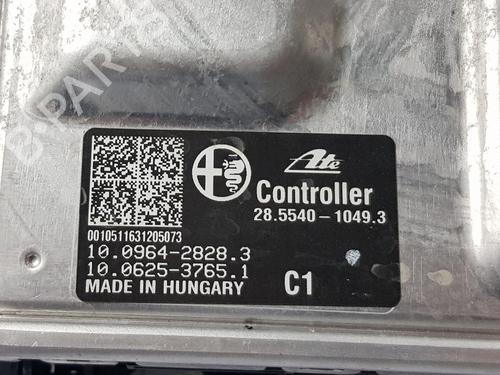 B-PARTS
Ate
Controller
28.5540-1049.3
0010511631205073
10.0964-2828.3
10.0625-3765.1
MADE IN HUNGARY
C1